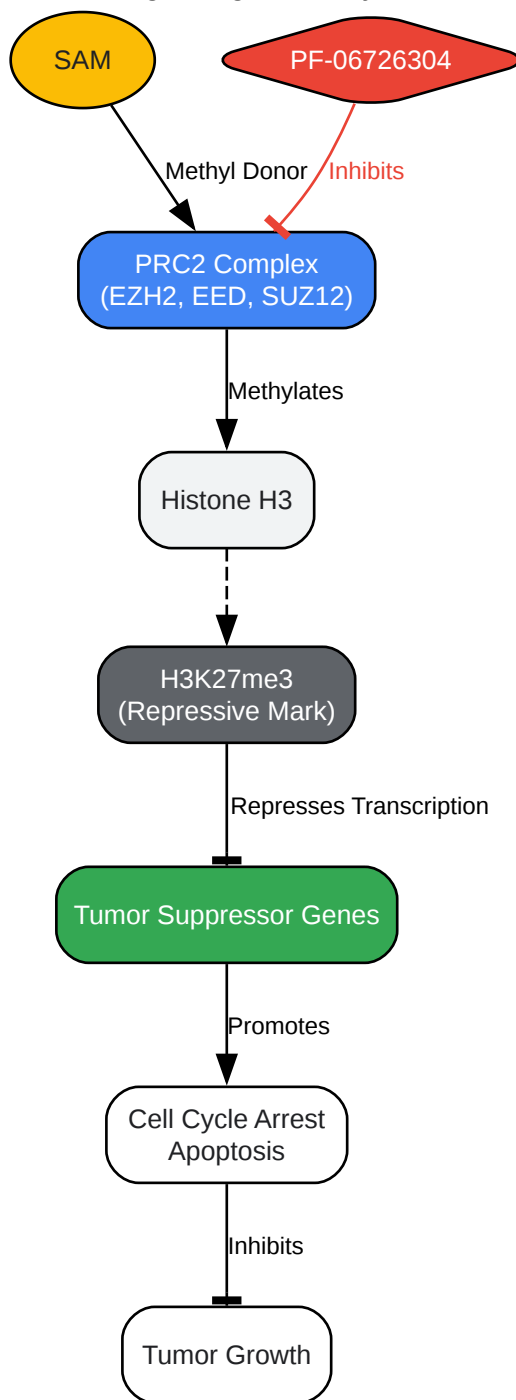 SAM
PF-06726304
Methyl Donor
Inhibits
PRC2 Complex
(EZH2, EED, SUZ12)
Methylates
Histone H3
H3K27me3
(Repressive Mark)
Represses Transcription
Tumor Suppressor Genes
Promotes
Cell Cycle Arrest
Apoptosis
Inhibits
Tumor Growth